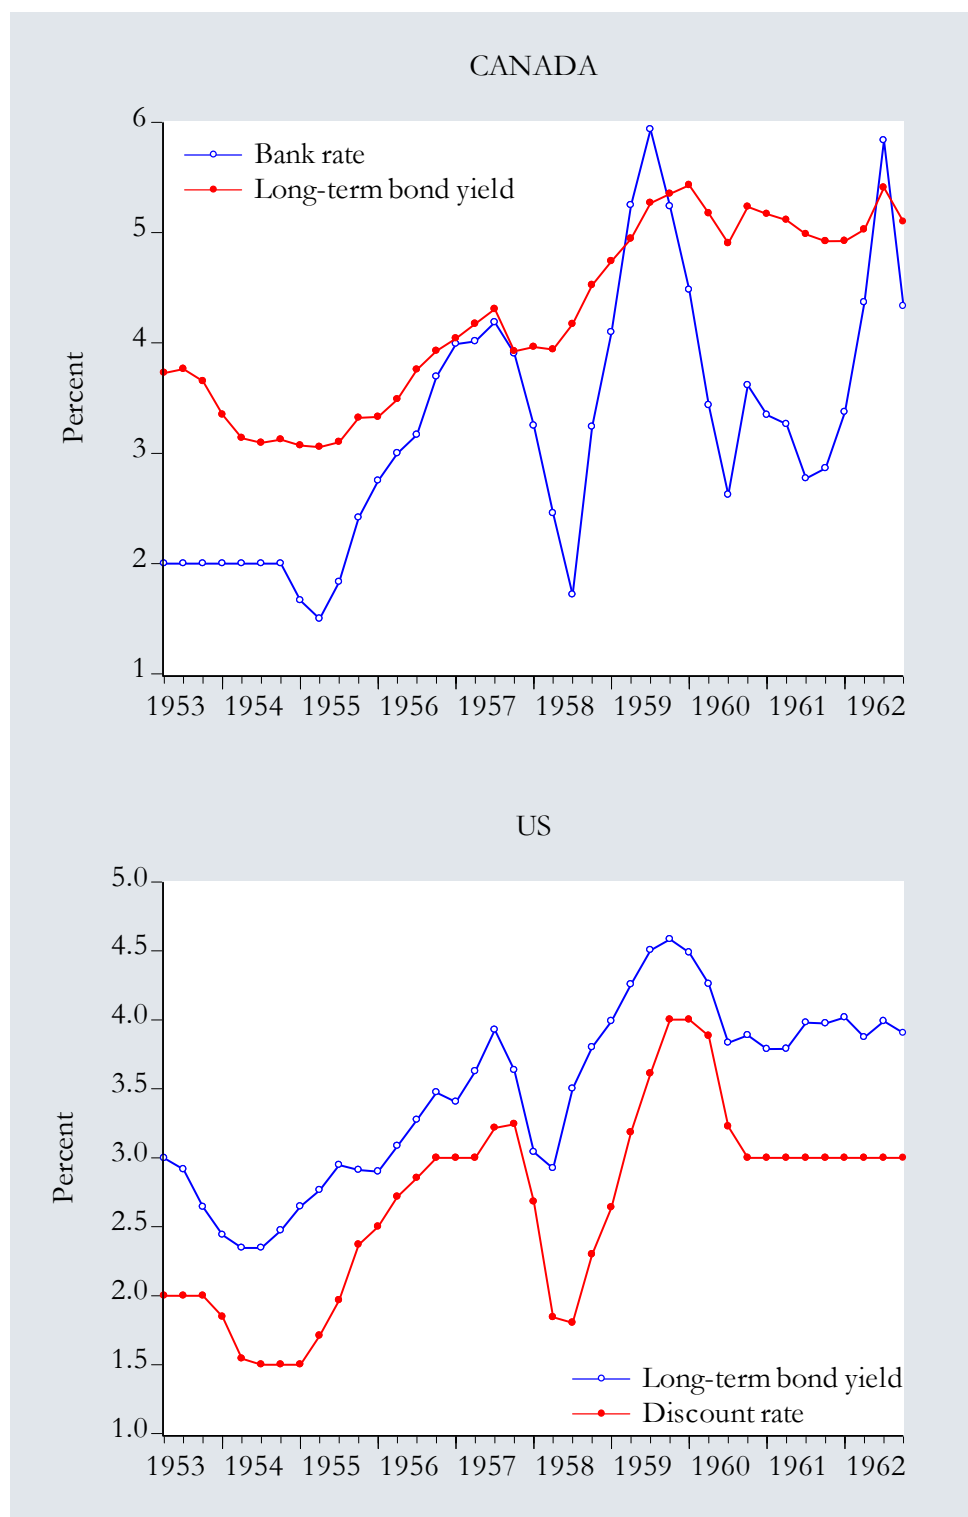 CANADA
6
5
4
3
2
1
Percent
Bank rate
Long-term bond yield
1953 1954 1955 1956 1957 1958 1959 1960 1961 1962
US
5.0
4.5
4.0
3.5
3.0
2.5
2.0
1.5
1.0
Percent
Long-term bond yield
Discount rate
1953 1954 1955 1956 1957 1958 1959 1960 1961 1962